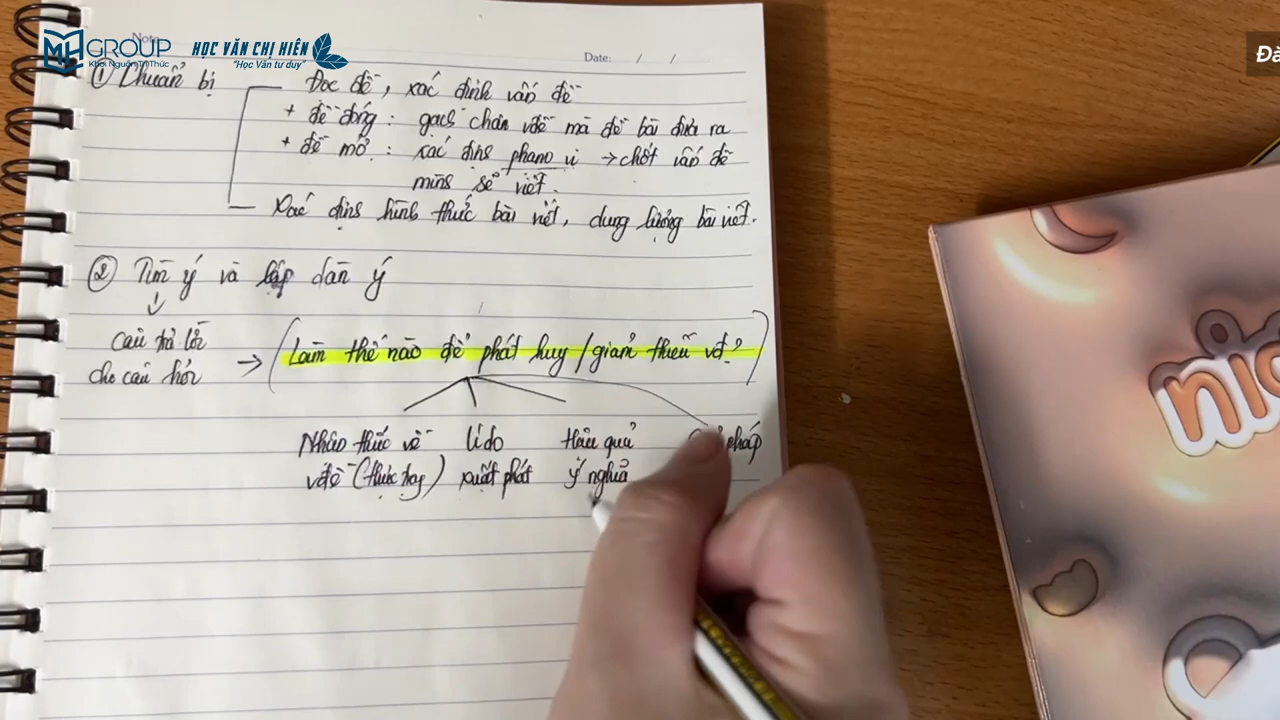 Note
MH GROUP
Khơi Nguồn Tri Thức
HỌC VĂN CHỊ HIÊN
"Học Văn tư duy"
Date: / /
① Chuẩn bị
Đọc đề, xác định vấn đề
+ đề đóng: gạch chân vđề mà đề bài đưa ra
+ đề mở: xác định phạm vi → chốt vấn đề
mình sẽ viết.
Xác định hình thức bài viết, dung lượng bài viết.
② Tìm ý và lập dàn ý
Câu trả lời
cho câu hỏi
→ (Làm thế nào để phát huy/giảm thiểu vđ?)
Nhận thức về
vđề (thực trạng)
Lí do
xuất phát
Hậu quả
ý nghĩa
pháp